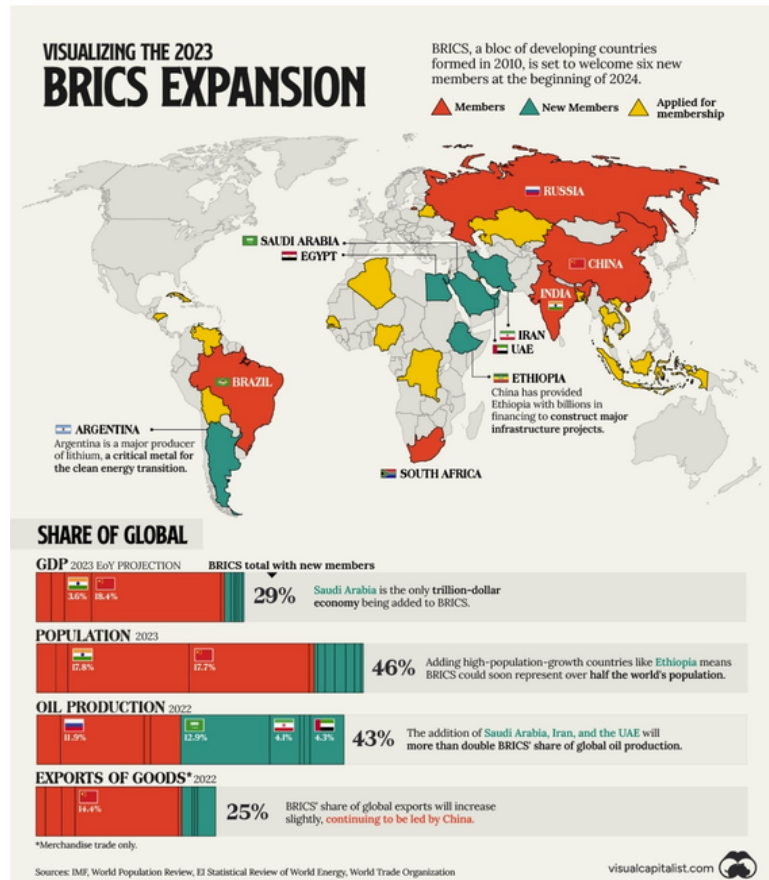 VISUALIZING THE 2023
BRICS EXPANSION
BRICS, a bloc of developing countries
formed in 2010, is set to welcome six new
members at the beginning of 2024.
Members
New Members
Applied for
membership
RUSSIA
SAUDI ARABIA
EGYPT
CHINA
INDIA
IRAN
UAE
BRAZIL
ETHIOPIA
China has provided
Ethiopia with billions in
financing to construct major
infrastructure projects.
ARGENTINA
Argentina is a major producer
of lithium, a critical metal for
the clean energy transition.
SOUTH AFRICA
SHARE OF GLOBAL
GDP 2023 EoY PROJECTION
BRICS total with new members
3.6%
18.4%
29%
Saudi Arabia is the only trillion-dollar
economy being added to BRICS.
POPULATION 2023
17.8%
17.7%
46%
Adding high-population-growth countries like Ethiopia means
BRICS could soon represent over half the world's population.
OIL PRODUCTION 2022
11.9%
12.9%
4.1%
4.3%
43%
The addition of Saudi Arabia, Iran, and the UAE will
more than double BRICS' share of global oil production.
EXPORTS OF GOODS* 2022
14.4%
25%
BRICS' share of global exports will increase
slightly, continuing to be led by China.
*Merchandise trade only.
Sources: IMF, World Population Review, EI Statistical Review of World Energy, World Trade Organization
visualcapitalist.com